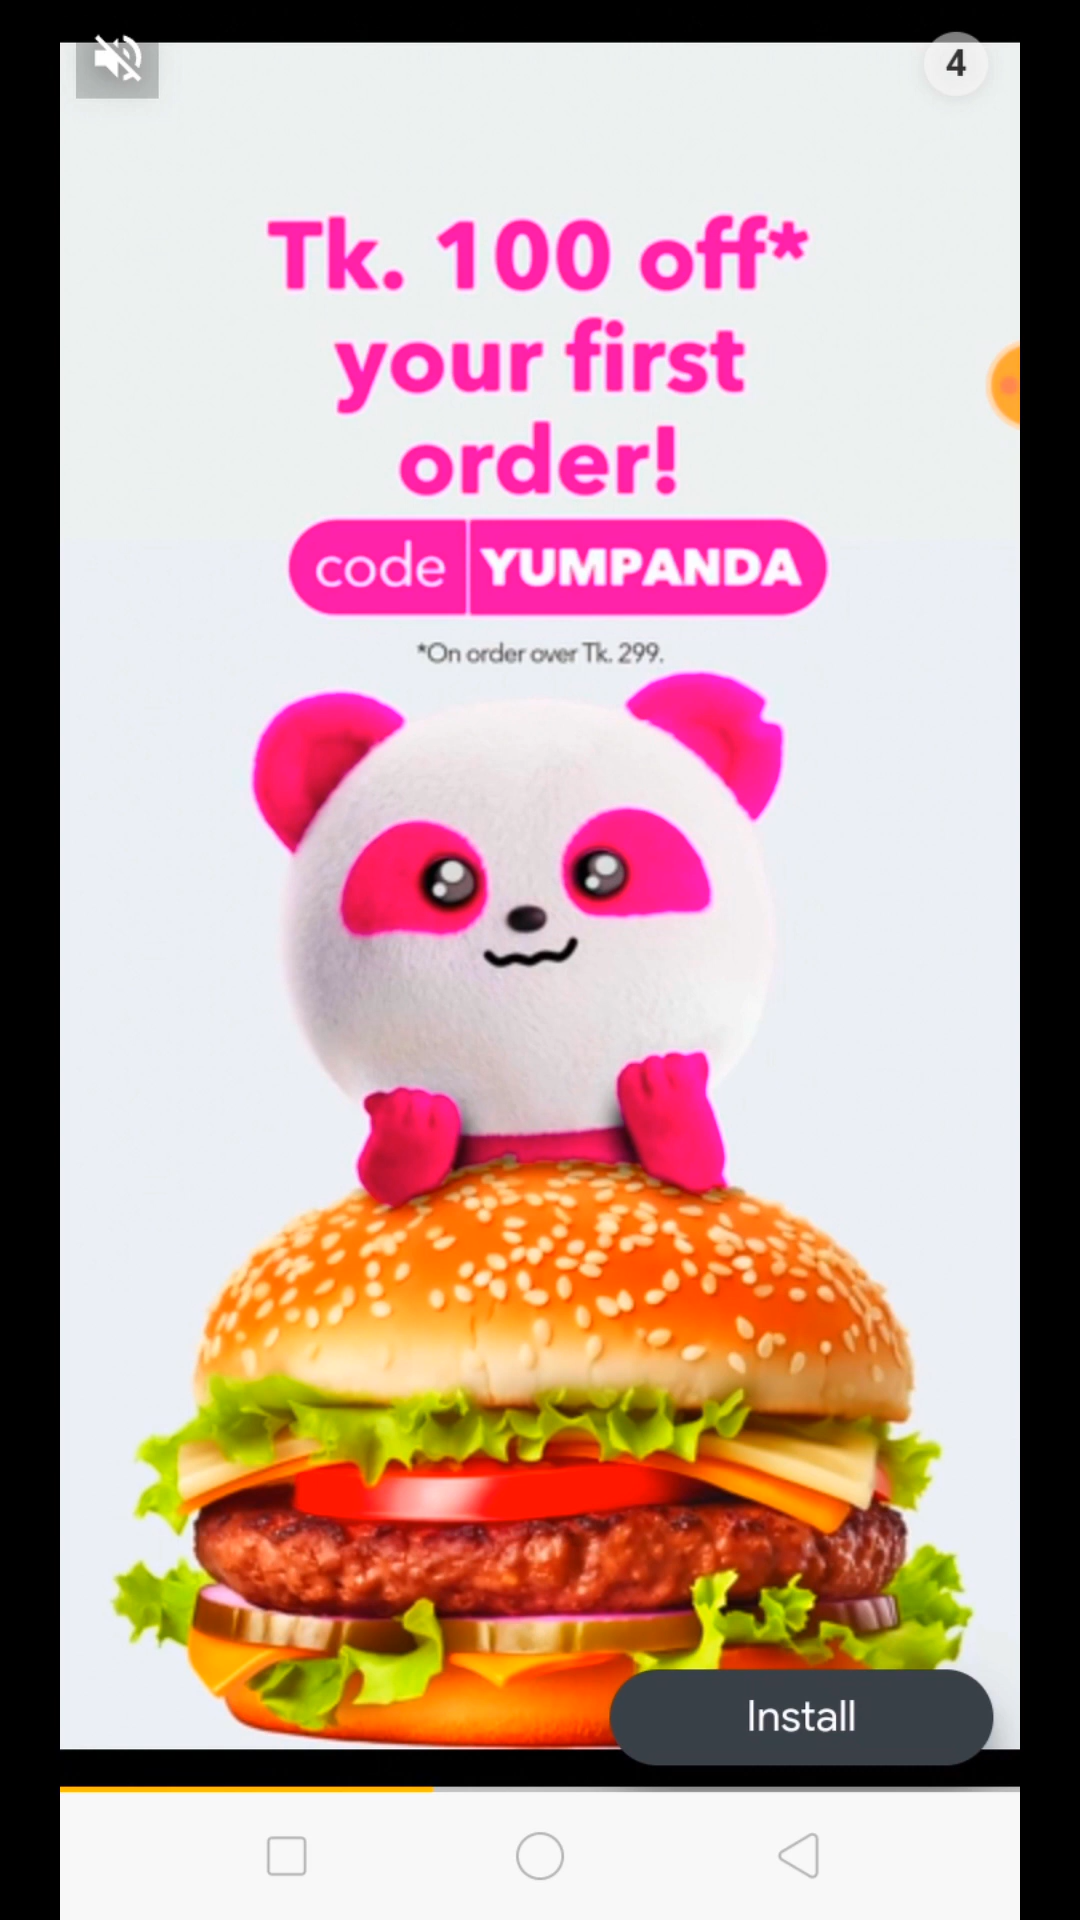 4
Tk. 100 off*
your first
order!
code YUMPANDA
*On order over Tk. 299.
Install